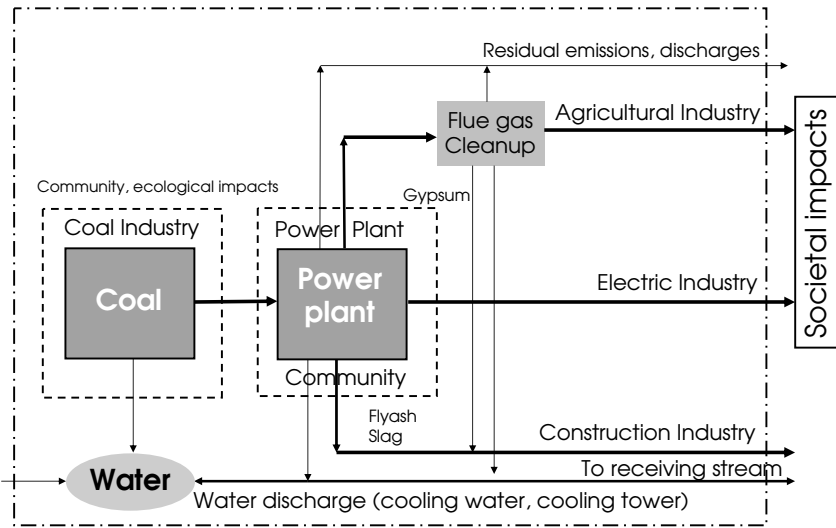 Residual emissions, discharges
Agricultural Industry
Flue gas
Cleanup
Community, ecological impacts
Gypsum
Coal Industry
Power Plant
Societal impacts
Coal
Power
plant
Electric Industry
Community
Flyash
Slag
Construction Industry
To receiving stream
Water
Water discharge (cooling water, cooling tower)